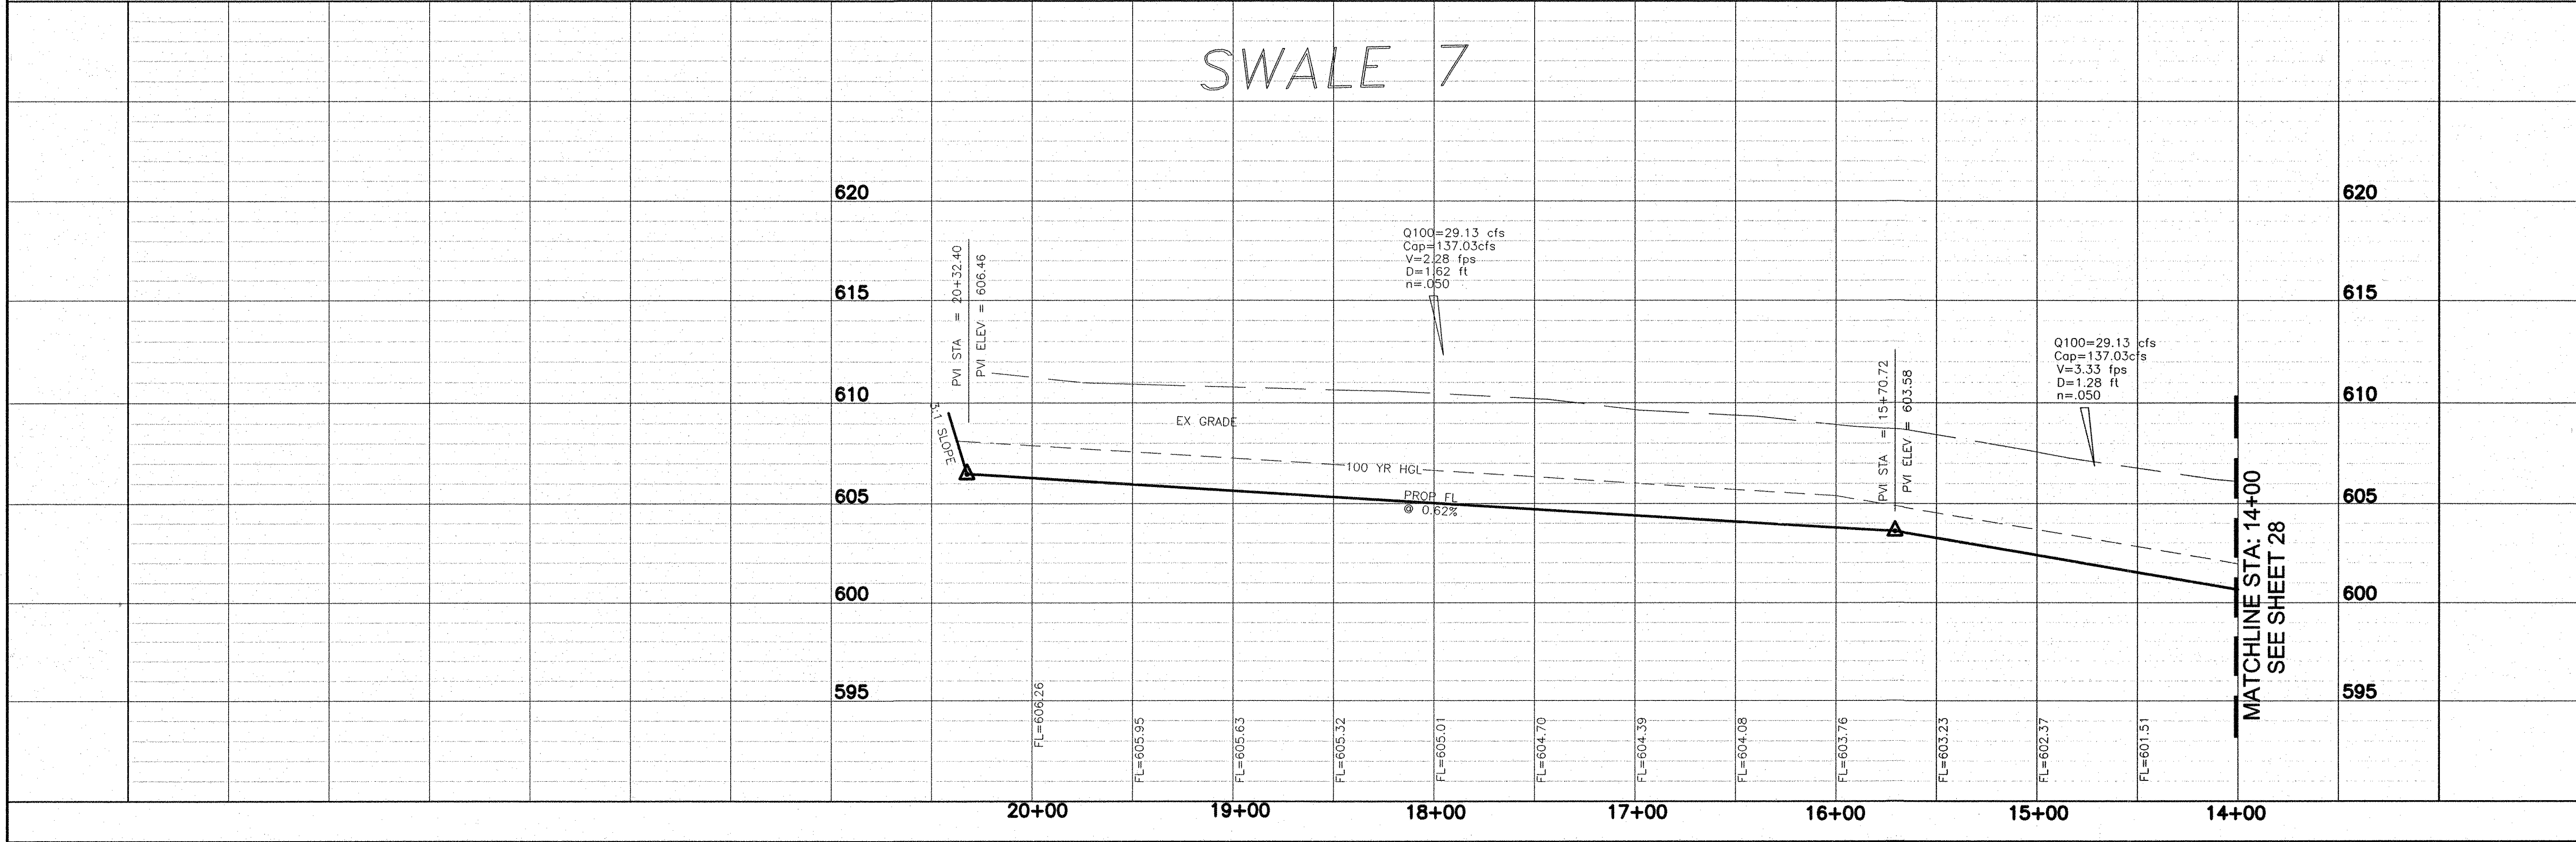 SWALE 7
620
620
Q100=29.13 cfs
Cap=137.03cfs
V=2.28 fps
D=1.62 ft
n=.050
PVI STA = 20+32.40
PVI ELEV = 606.46
615
615
Q100=29.13 cfs
Cap=137.03cfs
V=3.33 fps
D=1.28 ft
n=.050
PVI STA = 15+70.72
PVI ELEV = 603.58
610
610
3:1 SLOPE
EX GRADE
100 YR HGL
PROP FL
@ 0.62%
605
605
MATCHLINE STA: 14+00
SEE SHEET 28
600
600
595
595
FL=606.26
FL=605.95
FL=605.63
FL=605.32
FL=605.01
FL=604.70
FL=604.39
FL=604.08
FL=603.76
FL=603.23
FL=602.37
FL=601.51
20+00
19+00
18+00
17+00
16+00
15+00
14+00